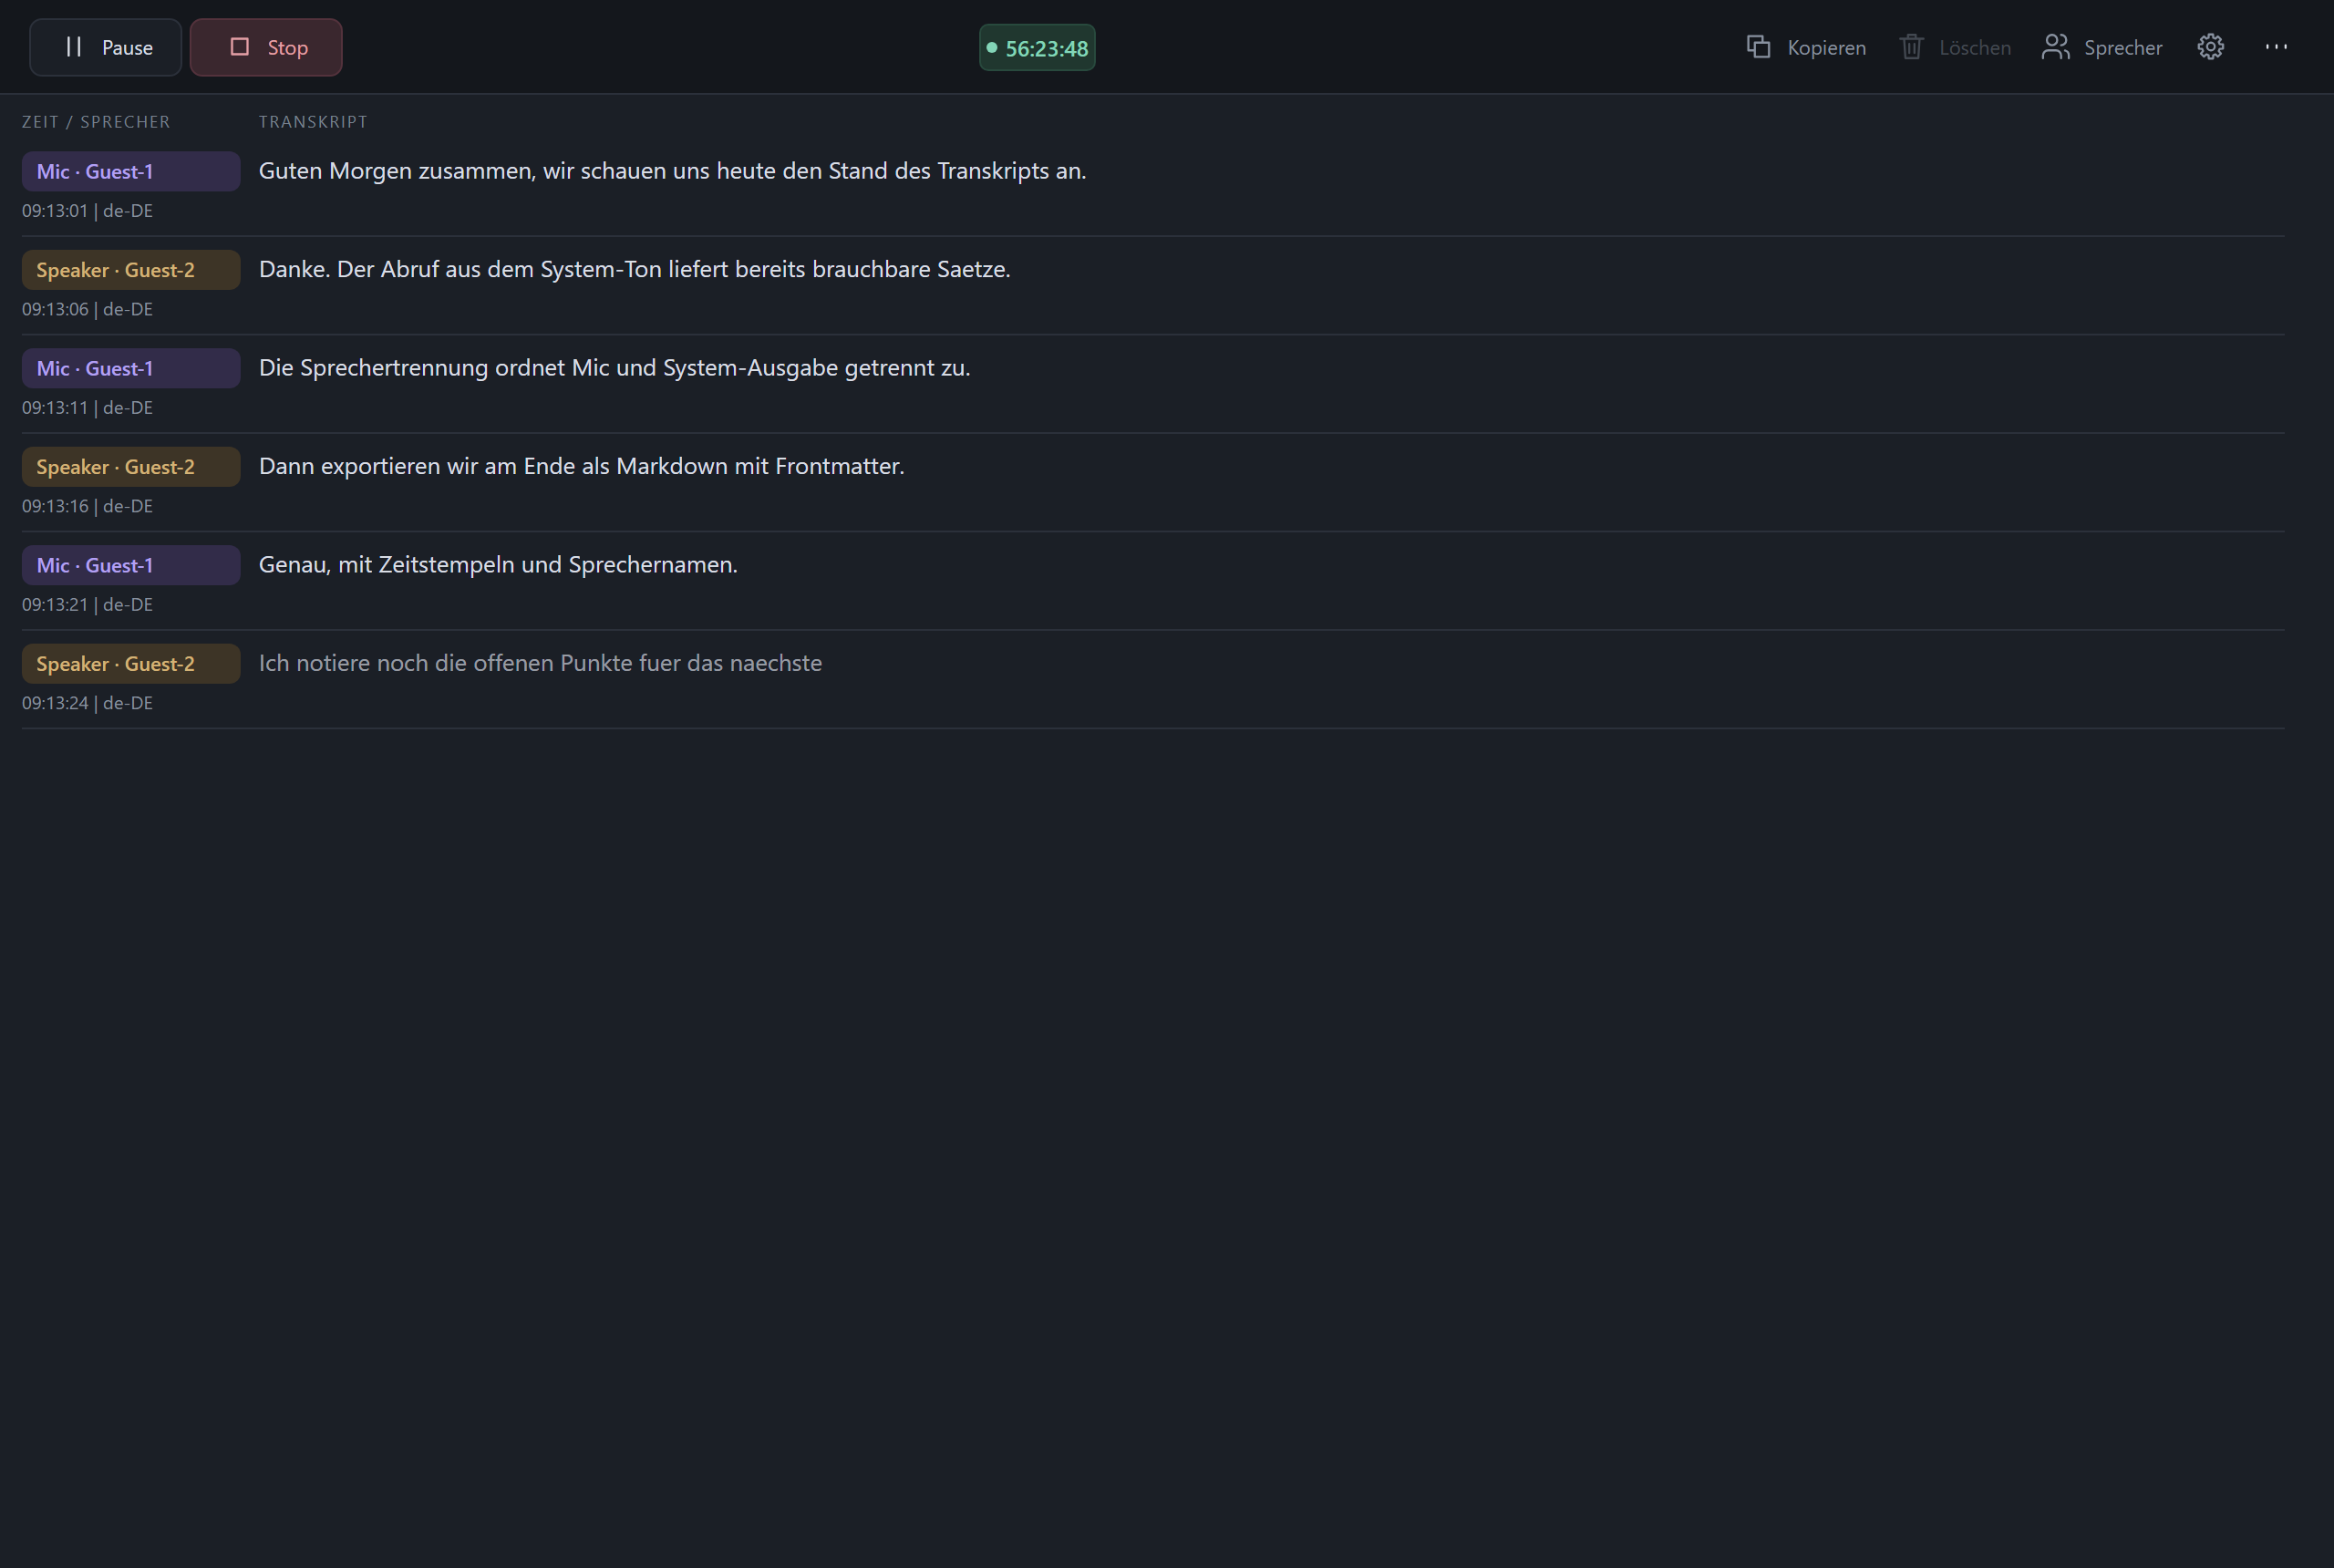 Pause Stop 56:23:48 Kopieren Löschen Sprecher ...
ZEIT / SPRECHER TRANSKRIPT
Mic · Guest-1 Guten Morgen zusammen, wir schauen uns heute den Stand des Transkripts an.
09:13:01 | de-DE
Speaker · Guest-2 Danke. Der Abruf aus dem System-Ton liefert bereits brauchbare Saetze.
09:13:06 | de-DE
Mic · Guest-1 Die Sprechertrennung ordnet Mic und System-Ausgabe getrennt zu.
09:13:11 | de-DE
Speaker · Guest-2 Dann exportieren wir am Ende als Markdown mit Frontmatter.
09:13:16 | de-DE
Mic · Guest-1 Genau, mit Zeitstempeln und Sprechernamen.
09:13:21 | de-DE
Speaker · Guest-2 Ich notiere noch die offenen Punkte fuer das naechste
09:13:24 | de-DE